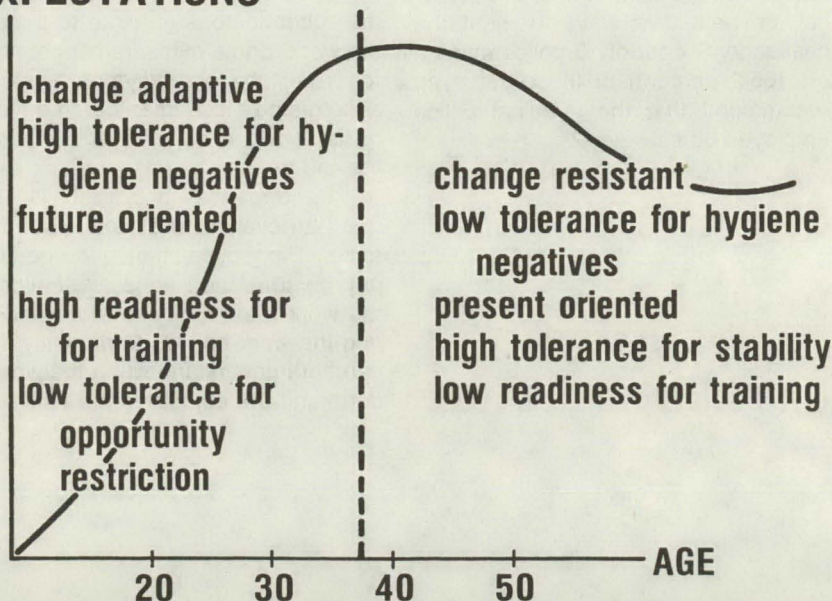 XPECTATIONS
change adaptive
high tolerance for hy-
giene negatives
future oriented
high readiness for
for training
low tolerance for
opportunity
restriction
change resistant
low tolerance for hygiene
negatives
present oriented
high tolerance for stability
low readiness for training
AGE
20 30 40 50